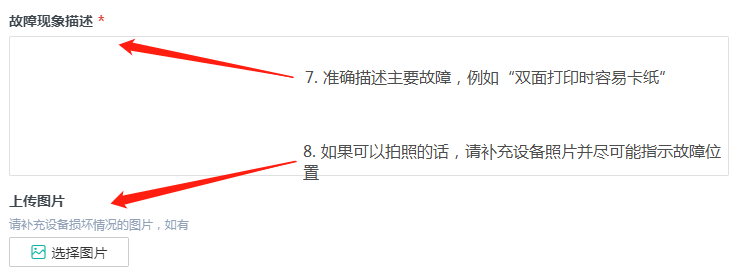 故障现象描述 *
7. 准确描述主要故障，例如“双面打印时容易卡纸”
8. 如果可以拍照的话，请补充设备照片并尽可能指示故障位
置
上传图片
请补充设备损坏情况的图片，如有
选择图片